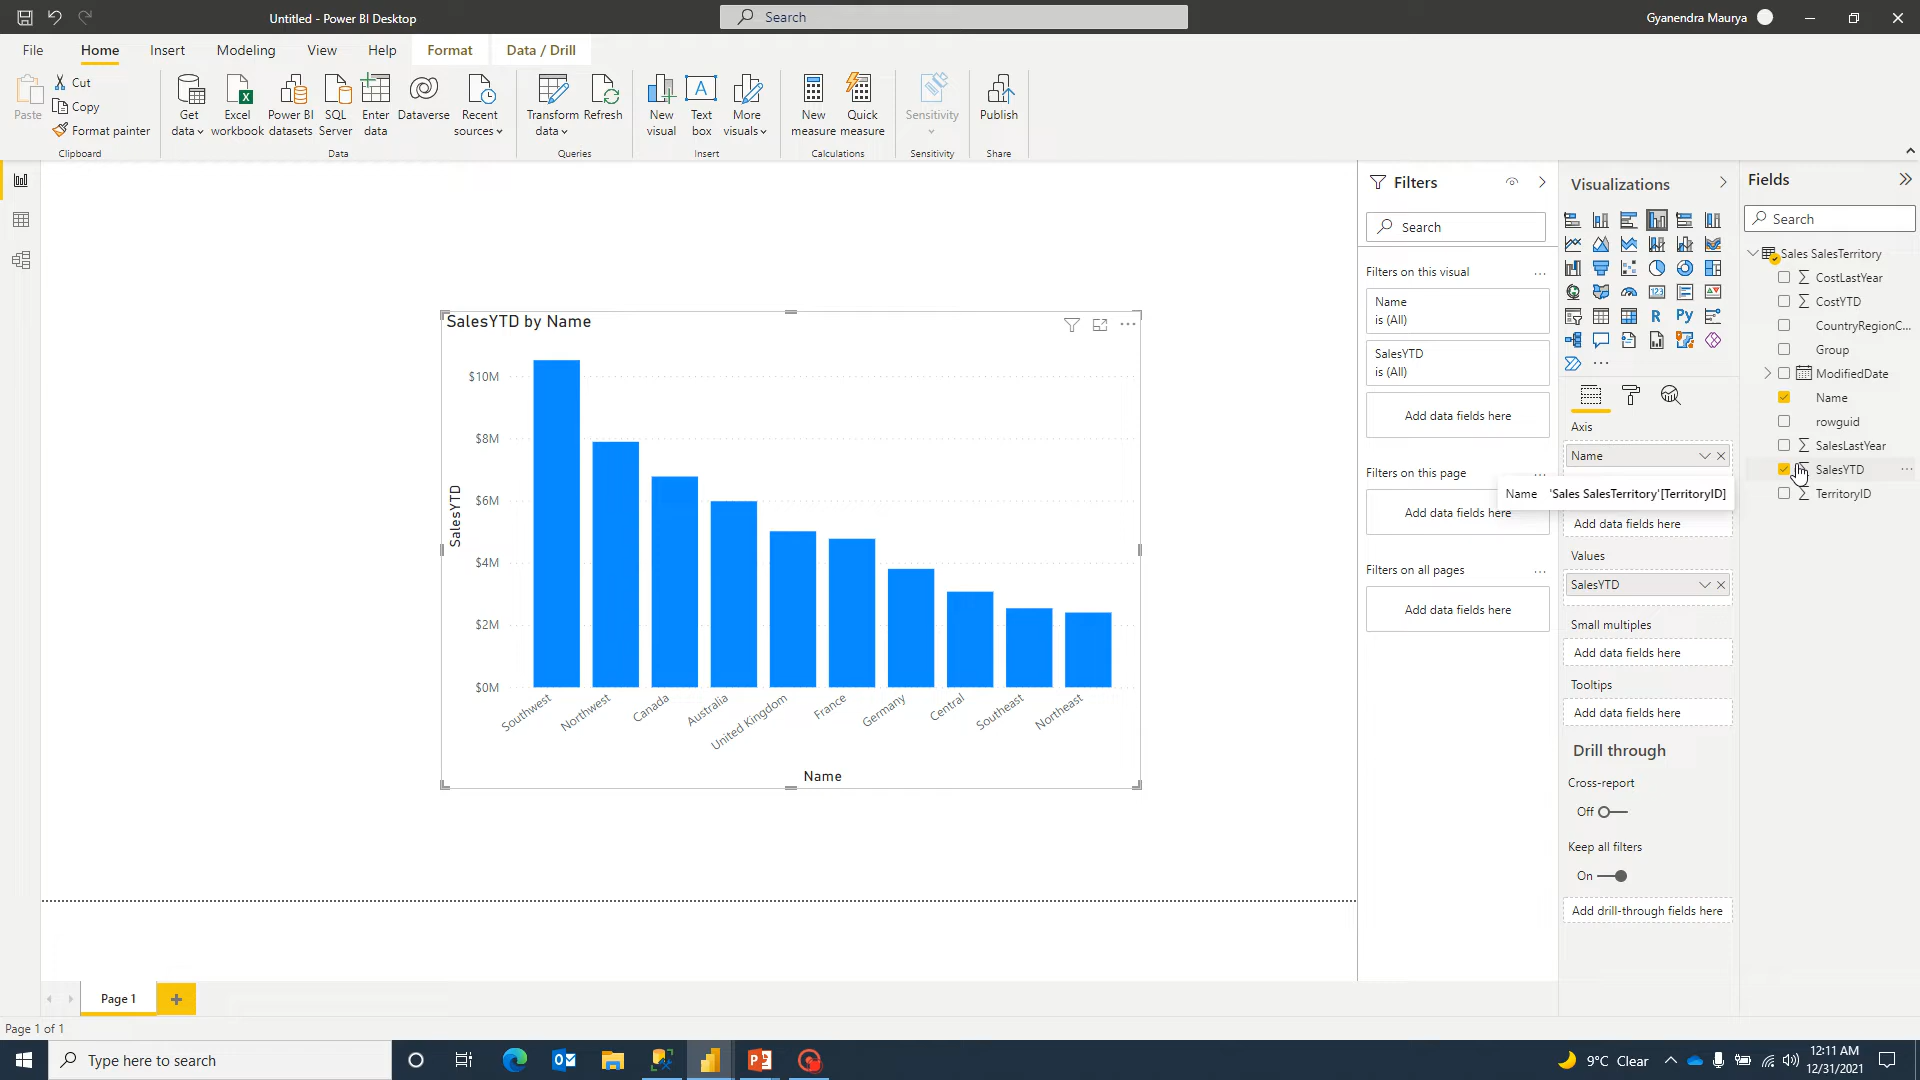 Untitled - Power BI Desktop
Search
Gyanendra Maurya
File
Home
Insert
Modeling
View
Help
Format
Data / Drill
Paste
Cut
Copy
Format painter
Clipboard
Get data
Excel workbook
Power BI datasets
SQL Server
Enter data
Dataverse
Recent sources
Data
Transform data
Refresh
Queries
New visual
Text box
More visuals
Insert
New measure
Quick measure
Calculations
Sensitivity
Sensitivity
Publish
Share
SalesYTD by Name
$10M
$8M
$6M
$4M
$2M
$0M
SalesYTD
Southwest
Northwest
Canada
Australia
United Kingdom
France
Germany
Central
Southeast
Northeast
Name
Filters
Search
Filters on this visual
Name
is (All)
SalesYTD
is (All)
Add data fields here
Filters on this page
Add data fields here
Filters on all pages
Add data fields here
Visualizations
R
Py
123
Axis
Name
Name 'Sales SalesTerritory'[TerritoryID]
Add data fields here
Values
SalesYTD
Small multiples
Add data fields here
Tooltips
Add data fields here
Drill through
Cross-report
Off
Keep all filters
On
Add drill-through fields here
Fields
Search
Sales SalesTerritory
CostLastYear
CostYTD
CountryRegionC...
Group
ModifiedDate
Name
rowguid
SalesLastYear
SalesYTD
TerritoryID
Page 1
Page 1 of 1
Type here to search
9°C Clear
12:11 AM
12/31/2021